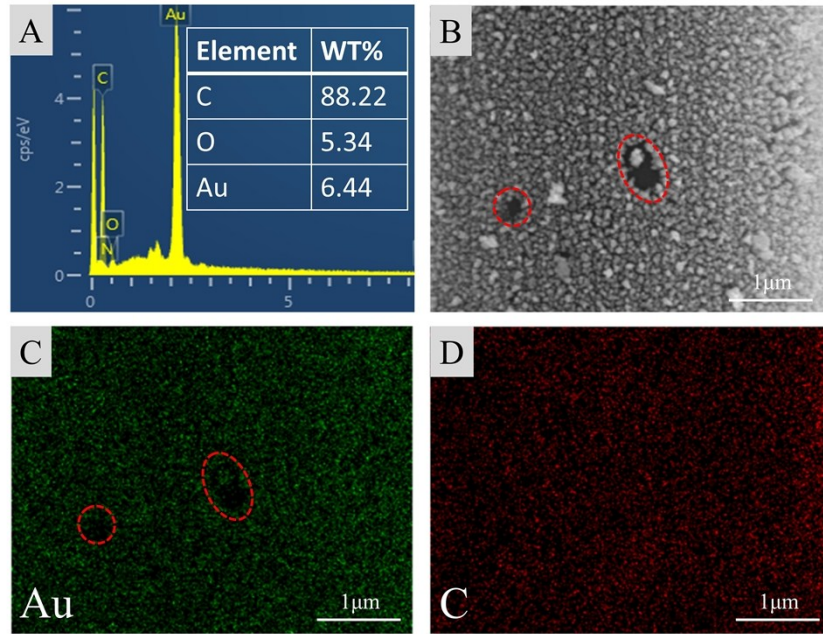 A
cps/eV
4
2
0
0
5
C
N
O
Au
Element WT%
C 88.22
O 5.34
Au 6.44
B
1μm
C
Au
1μm
D
C
1μm